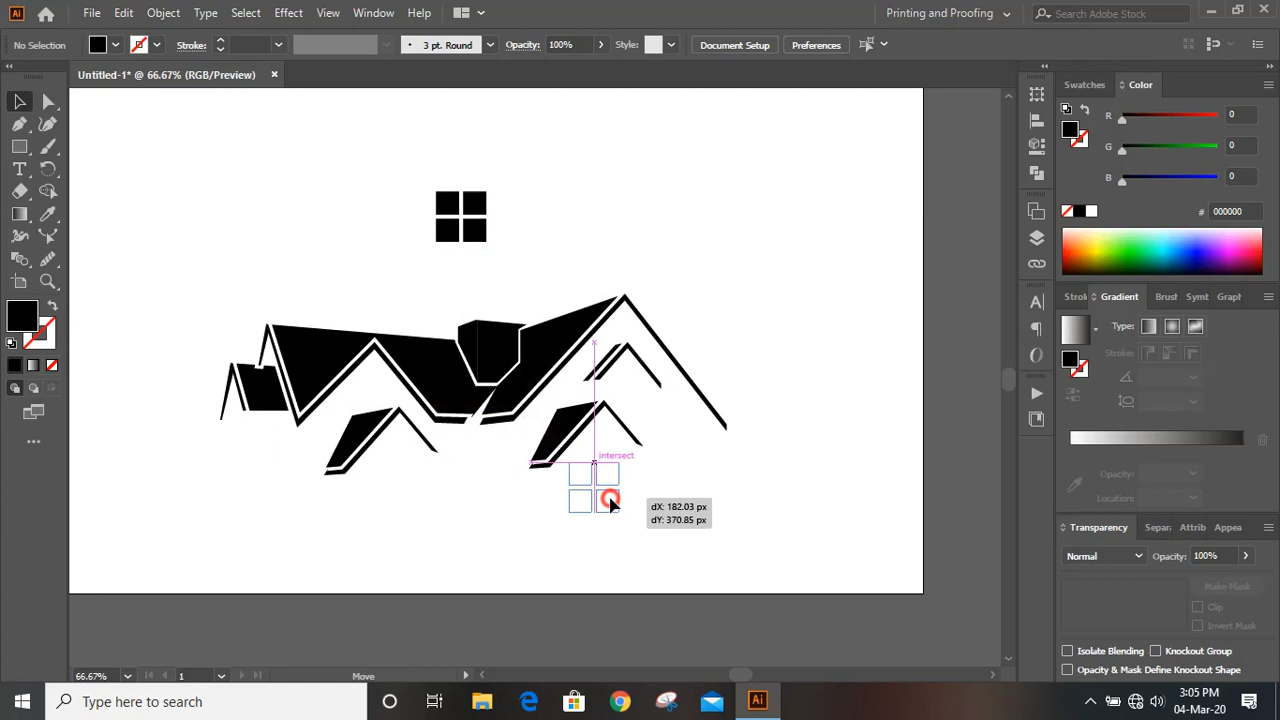 Ai File Edit Object Type Select Effect View Window Help Printing and Proofing Search Adobe Stock
No Selection Stroke: 3 pt. Round Opacity: 100% Style: Document Setup Preferences
Untitled-1* @ 66.67% (RGB/Preview)
Swatches Color
R 0
G 0
B 0
# 000000
Gradient Brush Symb Graph
Type:
Stroke:
intersect
dX: 182.03 px
dY: 370.85 px
Opacity:
Location:
Transparency Separ Attrib Actions
Normal Opacity: 100%
Make Mask
Clip
Invert Mask
Isolate Blending Knockout Group
Opacity & Mask Define Knockout Shape
66.67% 1 Move
Type here to search Ai 3:05 PM
04-Mar-20